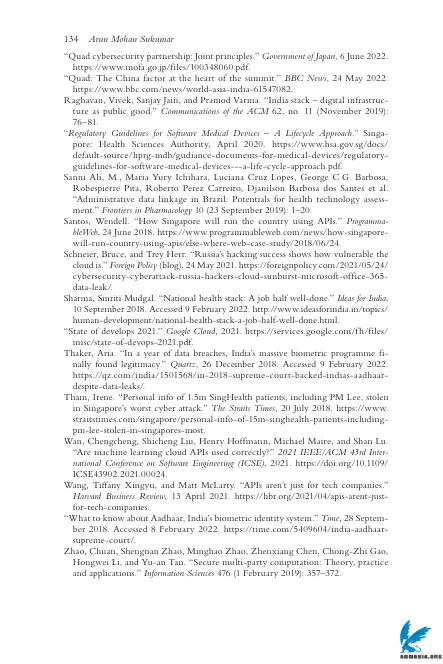 134 Arun Mohan Sukumar
“Quad cybersecurity partnership: Joint principles.” Government of Japan, 6 June 2022.
https://www.mofa.go.jp/files/100348060.pdf.
“Quad: The China factor at the heart of the summit.” BBC News, 24 May 2022.
https://www.bbc.com/news/world-asia-india-61547082.
Raghavan, Vivek, Sanjay Jain, and Pramod Varma. “India stack – digital infrastruc-
ture as public good.” Communications of the ACM 62, no. 11 (November 2019):
76–81.
“Regulatory Guidelines for Software Medical Devices – A Lifecycle Approach.” Singa-
pore: Health Sciences Authority, April 2020. https://www.hsa.gov.sg/docs/
default-source/hprg-mdb/gudiance-documents-for-medical-devices/regulatory-
guidelines-for-software-medical-devices---a-life-cycle-approach.pdf.
Sanni Ali, M., Maria Yury Ichihara, Luciana Cruz Lopes, George C.G. Barbosa,
Robespierre Pita, Roberto Perez Carreiro, Djanilson Barbosa dos Santes et al.
“Administrative data linkage in Brazil: Potentials for health technology assess-
ment.” Frontiers in Pharmacology 10 (23 September 2019): 1–20.
Santos, Wendell. “How Singapore will run the country using APIs.” Programma-
bleWeb, 24 June 2018. https://www.programmableweb.com/news/how-singapore-
will-run-country-using-apis/else-where-web-case-study/2018/06/24.
Schneier, Bruce, and Trey Herr. “Russia’s hacking success shows how vulnerable the
cloud is.” Foreign Policy (blog), 24 May 2021. https://foreignpolicy.com/2021/05/24/
cybersecurity-cyberattack-russia-hackers-cloud-sunburst-microsoft-office-365-
data-leak/.
Sharma, Smriti Mudgal. “National health stack: A job half well-done.” Ideas for India,
10 September 2018. Accessed 9 February 2022. http://www.ideasforindia.in/topics/
human-development/national-health-stack-a-job-half-well-done.html.
“State of develops 2021.” Google Cloud, 2021. https://services.google.com/fh/files/
misc/state-of-devops-2021.pdf.
Thaker, Aria. “In a year of data breaches, India’s massive biometric programme fi-
nally found legitimacy.” Quartz, 26 December 2018. Accessed 9 February 2022.
https://qz.com/india/1501568/in-2018-supreme-court-backed-indias-aadhaar-
despite-data-leaks/.
Tham, Irene. “Personal info of 1.5m SingHealth patients, including PM Lee, stolen
in Singapore’s worst cyber attack.” The Straits Times, 20 July 2018. https://www.
straitstimes.com/singapore/personal-info-of-15m-singhealth-patients-including-
pm-lee-stolen-in-singapores-most.
Wan, Chengcheng, Shicheng Liu, Henry Hoffmann, Michael Maire, and Shan Lu.
“Are machine learning cloud APIs used correctly?” 2021 IEEE/ACM 43rd Inter-
national Conference on Software Engineering (ICSE), 2021. https://doi.org/10.1109/
ICSE43902.2021.00024.
Wang, Tiffany Xingyu, and Matt McLarty. “APIs aren’t just for tech companies.”
Harvard Business Review, 13 April 2021. https://hbr.org/2021/04/apis-arent-just-
for-tech-companies.
“What to know about Aadhaar, India’s biometric identity system.” Time, 28 Septem-
ber 2018. Accessed 8 February 2022. https://time.com/5409604/india-aadhaar-
supreme-court/.
Zhao, Chuan, Shengnan Zhao, Minghao Zhao, Zhenxiang Chen, Chong-Zhi Gao,
Hongwei Li, and Yu-an Tan. “Secure multi-party computation: Theory, practice
and applications.” Information Sciences 476 (1 February 2019): 357–372.